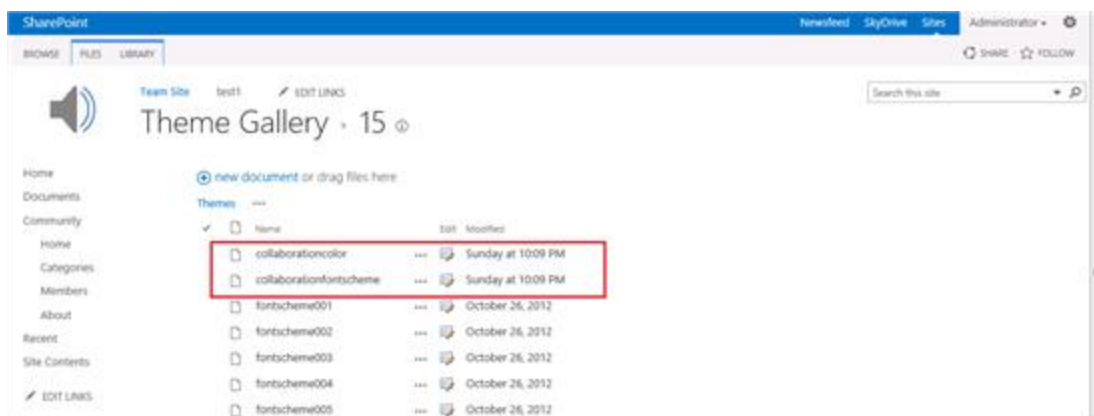 SharePoint Newsfeed SkyDrive Sites Administrator
BROWSE FILES LIBRARY SHARE FOLLOW
Team Site test1 EDIT LINKS Search this site
Theme Gallery › 15
Home
Documents
Community
Home
Categories
Members
About
Recent
Site Contents
EDIT LINKS
new document or drag files here
Themes ...
Name Edit Modified
collaborationcolor ... Sunday at 10:09 PM
collaborationfontscheme ... Sunday at 10:09 PM
fontscheme001 ... October 26, 2012
fontscheme002 ... October 26, 2012
fontscheme003 ... October 26, 2012
fontscheme004 ... October 26, 2012
fontscheme005 ... October 26, 2012